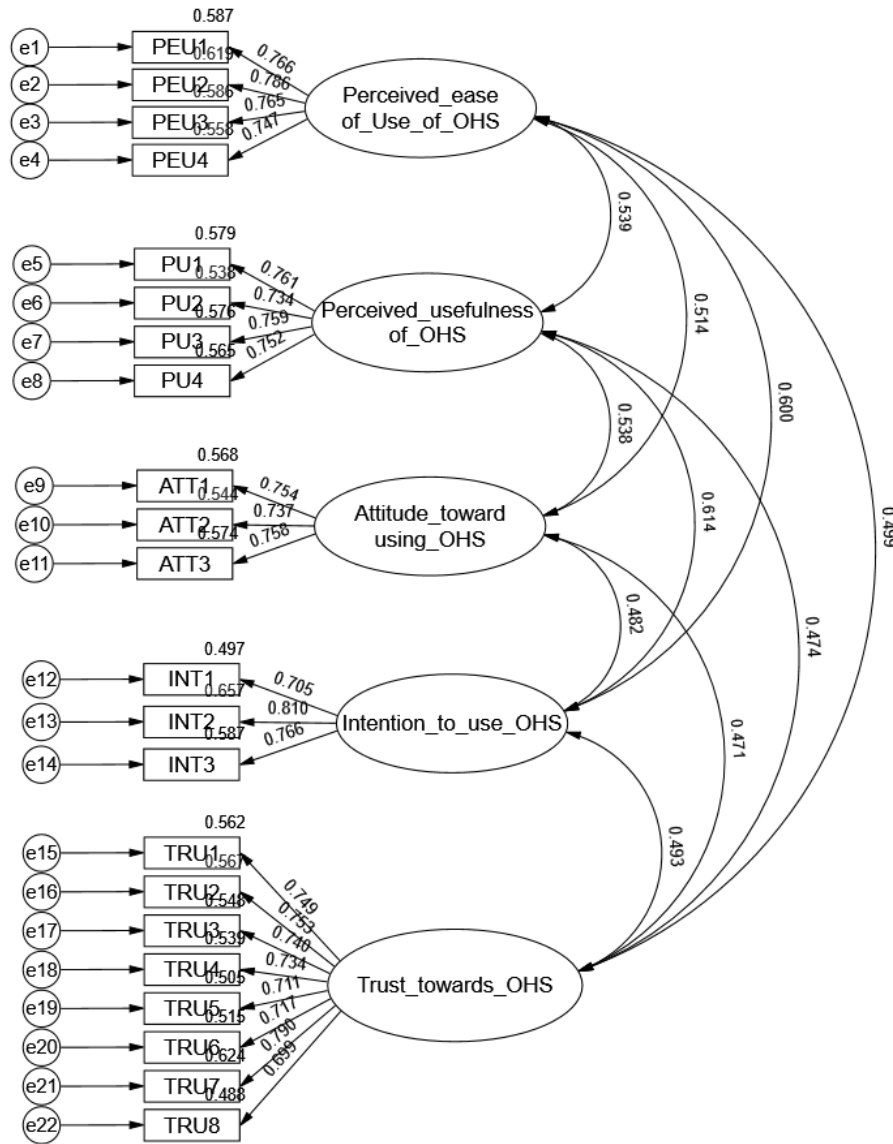 0.587
e1 PEU1 0.766
0.619
e2 PEU2 0.786
0.586
e3 PEU3 0.765
0.558
e4 PEU4 0.747
Perceived_ease
of_Use_of_OHS
0.539
0.579
e5 PU1 0.761
0.538
e6 PU2 0.734
0.576
e7 PU3 0.759
0.565
e8 PU4 0.752
Perceived_usefulness
of_OHS
0.514
0.600
0.538
0.568
e9 ATT1 0.754
0.544
e10 ATT2 0.737
0.574
e11 ATT3 0.758
Attitude_toward
using_OHS
0.614
0.499
0.482
0.474
0.497
e12 INT1 0.705
0.657
e13 INT2 0.810
0.587
e14 INT3 0.766
Intention_to_use_OHS
0.471
0.493
0.562
e15 TRU1 0.749
0.567
e16 TRU2 0.753
0.548
e17 TRU3 0.740
0.539
e18 TRU4 0.734
0.505
e19 TRU5 0.711
0.515
e20 TRU6 0.717
0.624
e21 TRU7 0.790
0.488
e22 TRU8 0.699
Trust_towards_OHS